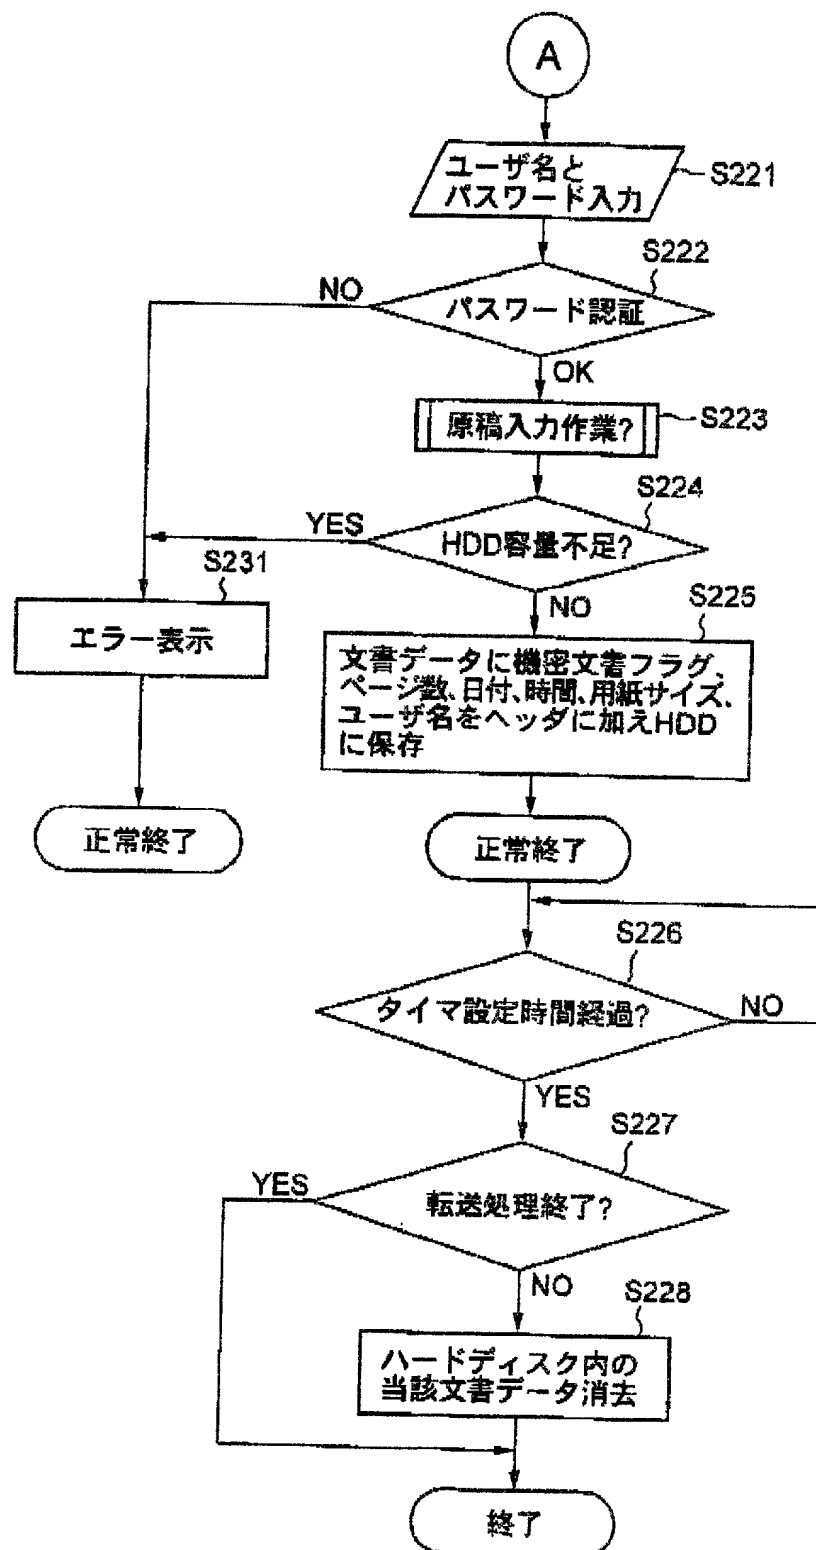 A
ユーザ名と
パスワード入力
S221
S222
NO
パスワード認証
OK
原稿入力作業?
S223
S224
YES
HDD容量不足?
S231
NO
S225
エラー表示
文書データに機密文書フラグ、
ページ数、日付、時間、用紙サイズ、
ユーザ名をヘッダに加えHDD
に保存
正常終了
正常終了
S226
タイマ設定時間経過?
NO
YES
S227
YES
転送処理終了?
NO
S228
ハードディスク内の
当該文書データ消去
終了